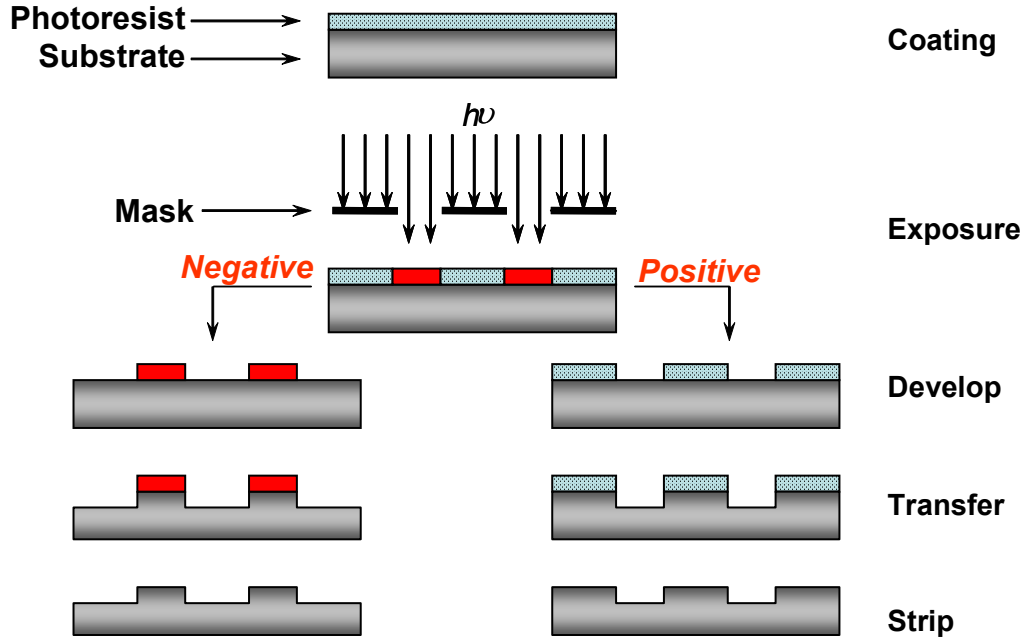 Photoresist
Substrate
Coating
hυ
Mask
Exposure
Negative
Positive
Develop
Transfer
Strip